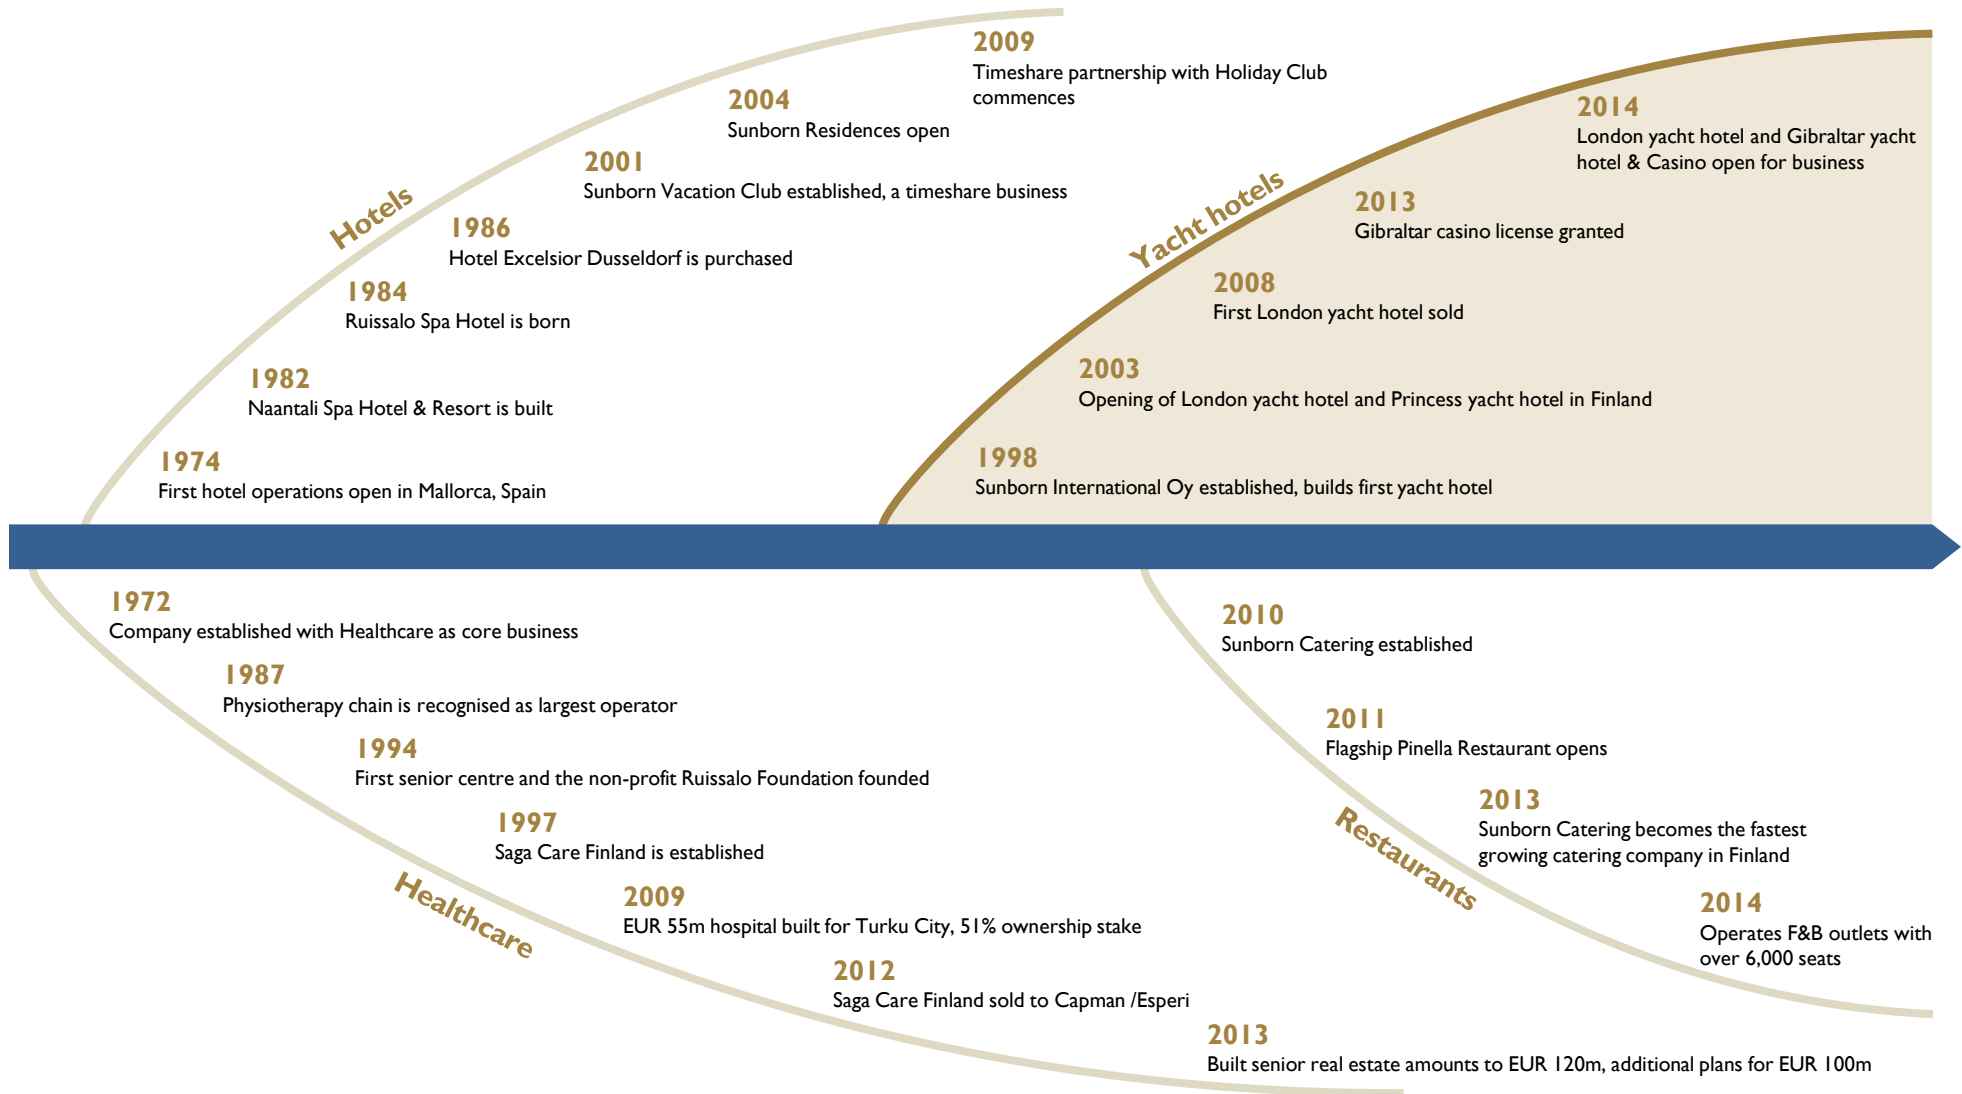 Hotels
2009
Timeshare partnership with Holiday Club
commences
2004
Sunborn Residences open
2001
Sunborn Vacation Club established, a timeshare business
1986
Hotel Excelsior Dusseldorf is purchased
1984
Ruissalo Spa Hotel is born
1982
Naantali Spa Hotel & Resort is built
1974
First hotel operations open in Mallorca, Spain
Yacht hotels
2014
London yacht hotel and Gibraltar yacht
hotel & Casino open for business
2013
Gibraltar casino license granted
2008
First London yacht hotel sold
2003
Opening of London yacht hotel and Princess yacht hotel in Finland
1998
Sunborn International Oy established, builds first yacht hotel
1972
Company established with Healthcare as core business
1987
Physiotherapy chain is recognised as largest operator
1994
First senior centre and the non-profit Ruissalo Foundation founded
1997
Saga Care Finland is established
Healthcare
2009
EUR 55m hospital built for Turku City, 51% ownership stake
2012
Saga Care Finland sold to Capman /Esperi
2013
Built senior real estate amounts to EUR 120m, additional plans for EUR 100m
2010
Sunborn Catering established
2011
Flagship Pinella Restaurant opens
Restaurants
2013
Sunborn Catering becomes the fastest
growing catering company in Finland
2014
Operates F&B outlets with
over 6,000 seats